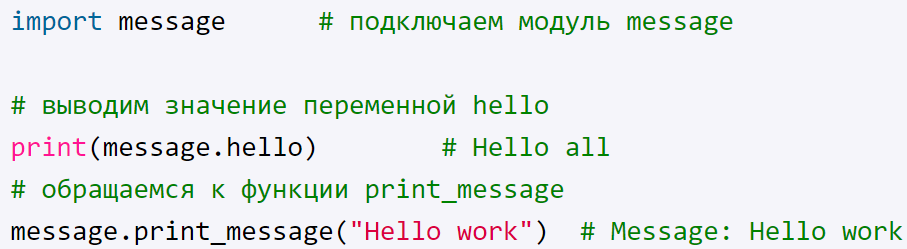 import message      # подключаем модуль message
# выводим значение переменной hello
print(message.hello)        # Hello all
# обращаемся к функции print_message
message.print_message("Hello work")  # Message: Hello work